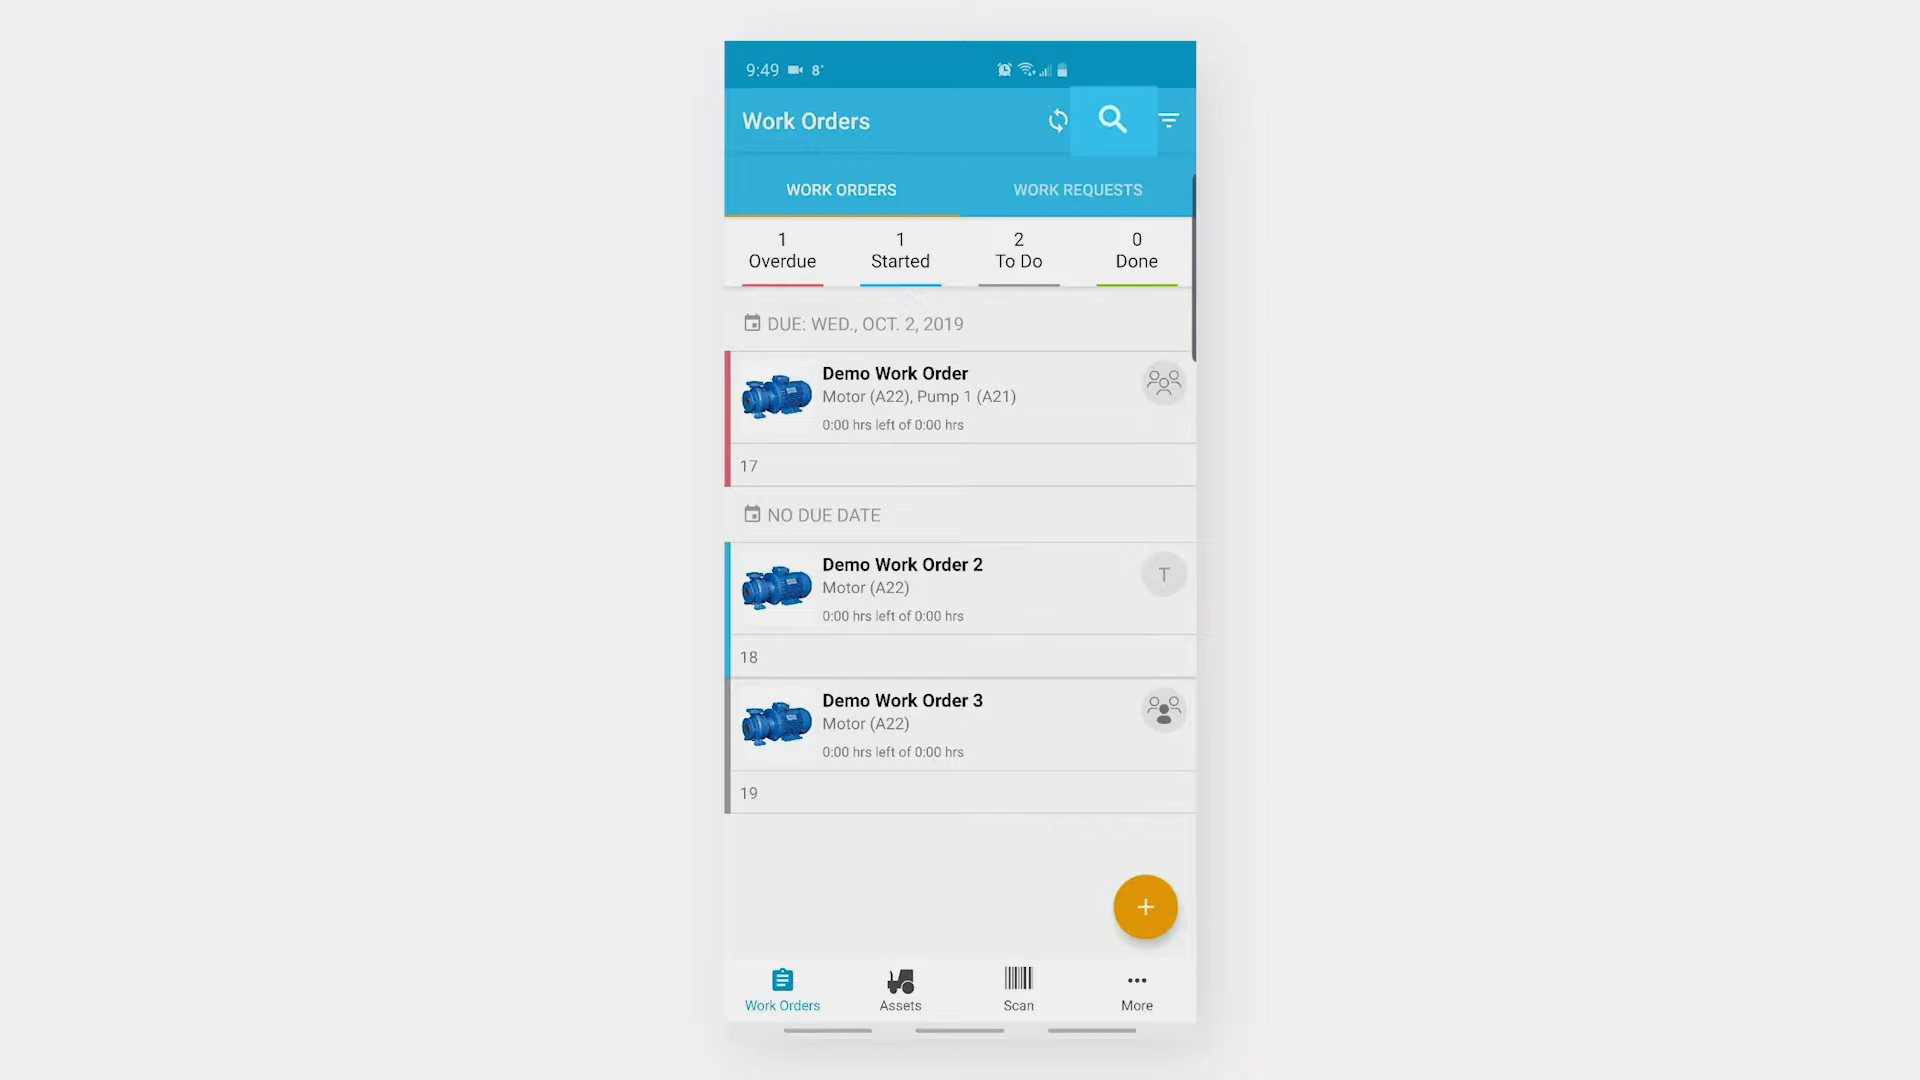 9:49 8°
Work Orders
WORK ORDERS WORK REQUESTS
1 1 2 0
Overdue Started To Do Done
DUE: WED., OCT. 2, 2019
Demo Work Order
Motor (A22), Pump 1 (A21)
0:00 hrs left of 0:00 hrs
17
NO DUE DATE
Demo Work Order 2
T
Motor (A22)
0:00 hrs left of 0:00 hrs
18
Demo Work Order 3
Motor (A22)
0:00 hrs left of 0:00 hrs
19
+
Work Orders Assets Scan More